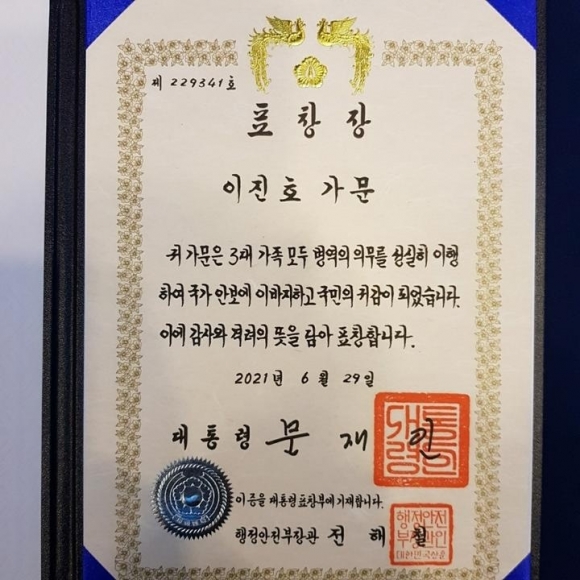 제 229341 호
표 창 장
이진호 가문
귀 가문은 3대 가족 모두 병역의 의무를 성실히 이행
하여 국가 안보에 이바지하고 국민의 귀감이 되었습니다.
이에 감사와 격려의 뜻을 담아 표창합니다.
2021년 6월 29일
대통령 문 재 인
대통령의인
이 증을 대통령표창부에 기재합니다.
행정안전부장관 전 해 철
행정안전부장관인